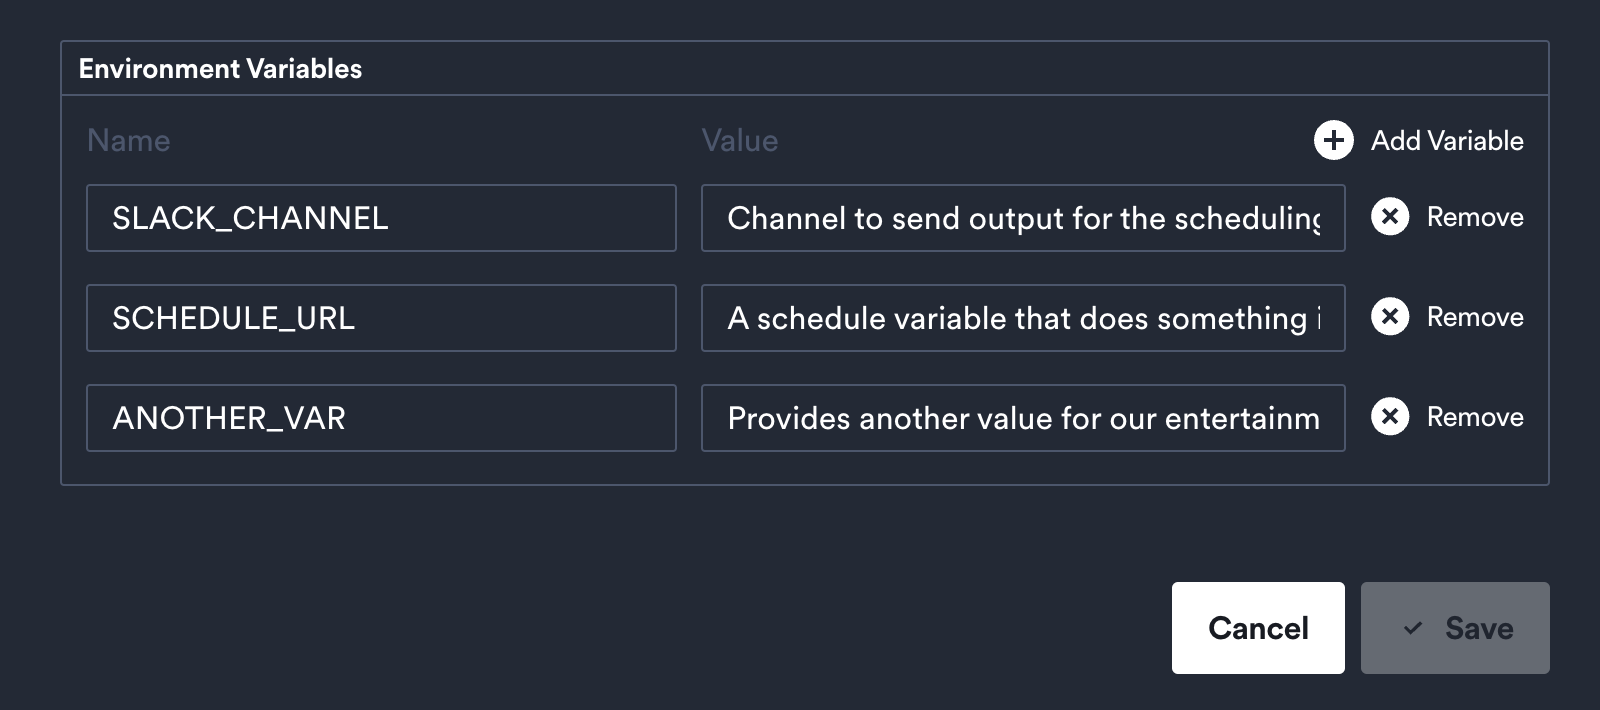 Environment Variables
Name Value Add Variable
SLACK_CHANNEL Channel to send output for the scheduling Remove
SCHEDULE_URL A schedule variable that does something Remove
ANOTHER_VAR Provides another value for our entertainm Remove
Cancel Save